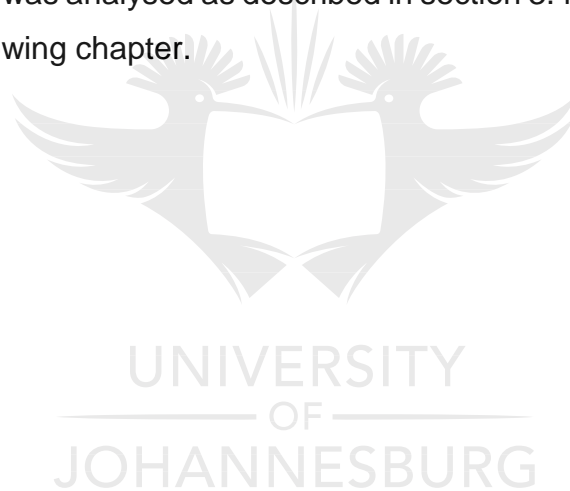 was analysed as described in section 3.
wing chapter.
UNIVERSITY
OF
JOHANNESBURG